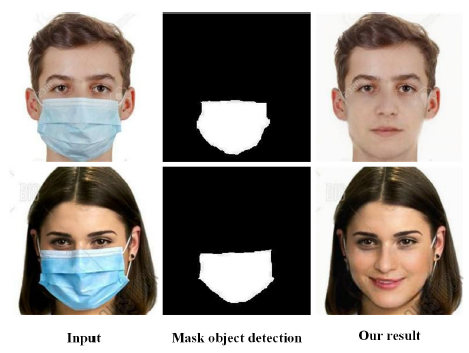 Input
Mask object detection
Our result